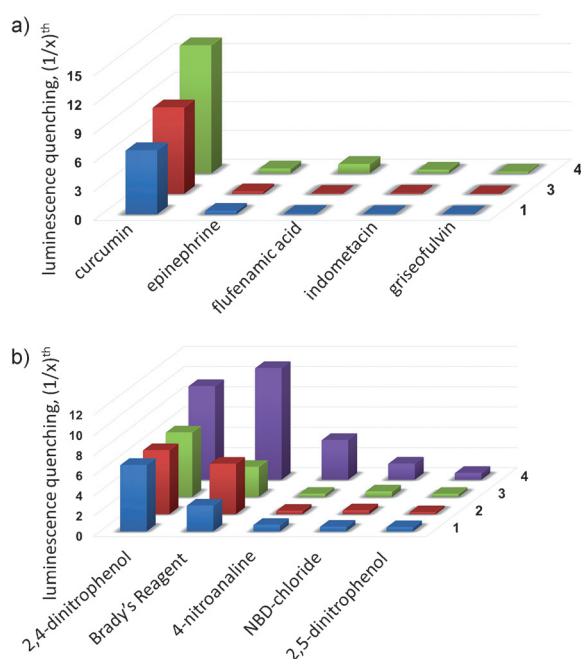 a)
luminescence quenching, (1/x)th
15
12
9
6
3
0
curcumin
epinephrine
flufenamic acid
indometacin
griseofulvin
1
3
4
b)
luminescence quenching, (1/x)th
12
10
8
6
4
2
0
2,4-dinitrophenol
Brady's Reagent
4-nitroanaline
NBD-chloride
2,5-dinitrophenol
1
2
3
4